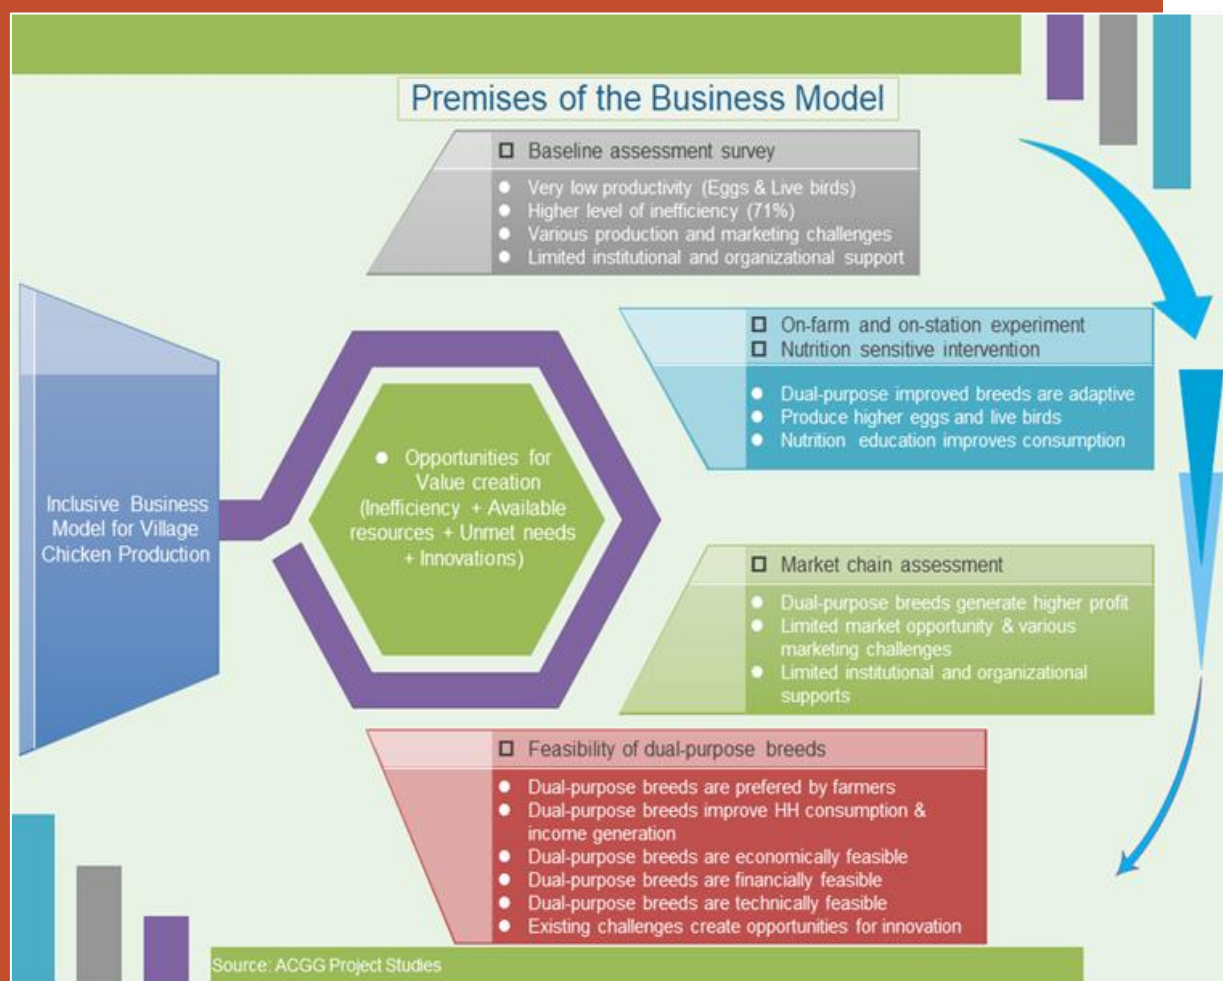 Premises of the Business Model
Baseline assessment survey
Very low productivity (Eggs & Live birds)
Higher level of inefficiency (71%)
Various production and marketing challenges
Limited institutional and organizational support
On-farm and on-station experiment
Nutrition sensitive intervention
Dual-purpose improved breeds are adaptive
Produce higher eggs and live birds
Nutrition education improves consumption
Inclusive Business
Model for Village
Chicken Production
Opportunities for
Value creation
(Inefficiency + Available
resources + Unmet needs
+ Innovations)
Market chain assessment
Dual-purpose breeds generate higher profit
Limited market opportunity & various
marketing challenges
Limited institutional and organizational
supports
Feasibility of dual-purpose breeds
Dual-purpose breeds are prefered by farmers
Dual-purpose breeds improve HH consumption &
income generation
Dual-purpose breeds are economically feasible
Dual-purpose breeds are financially feasible
Dual-purpose breeds are technically feasible
Existing challenges create opportunities for innovation
Source: ACGG Project Studies